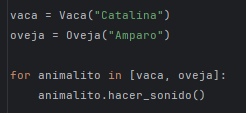 vaca = Vaca("Catalina")
oveja = Oveja("Amparo")
for animalito in [vaca, oveja]:
    animalito.hacer_sonido()